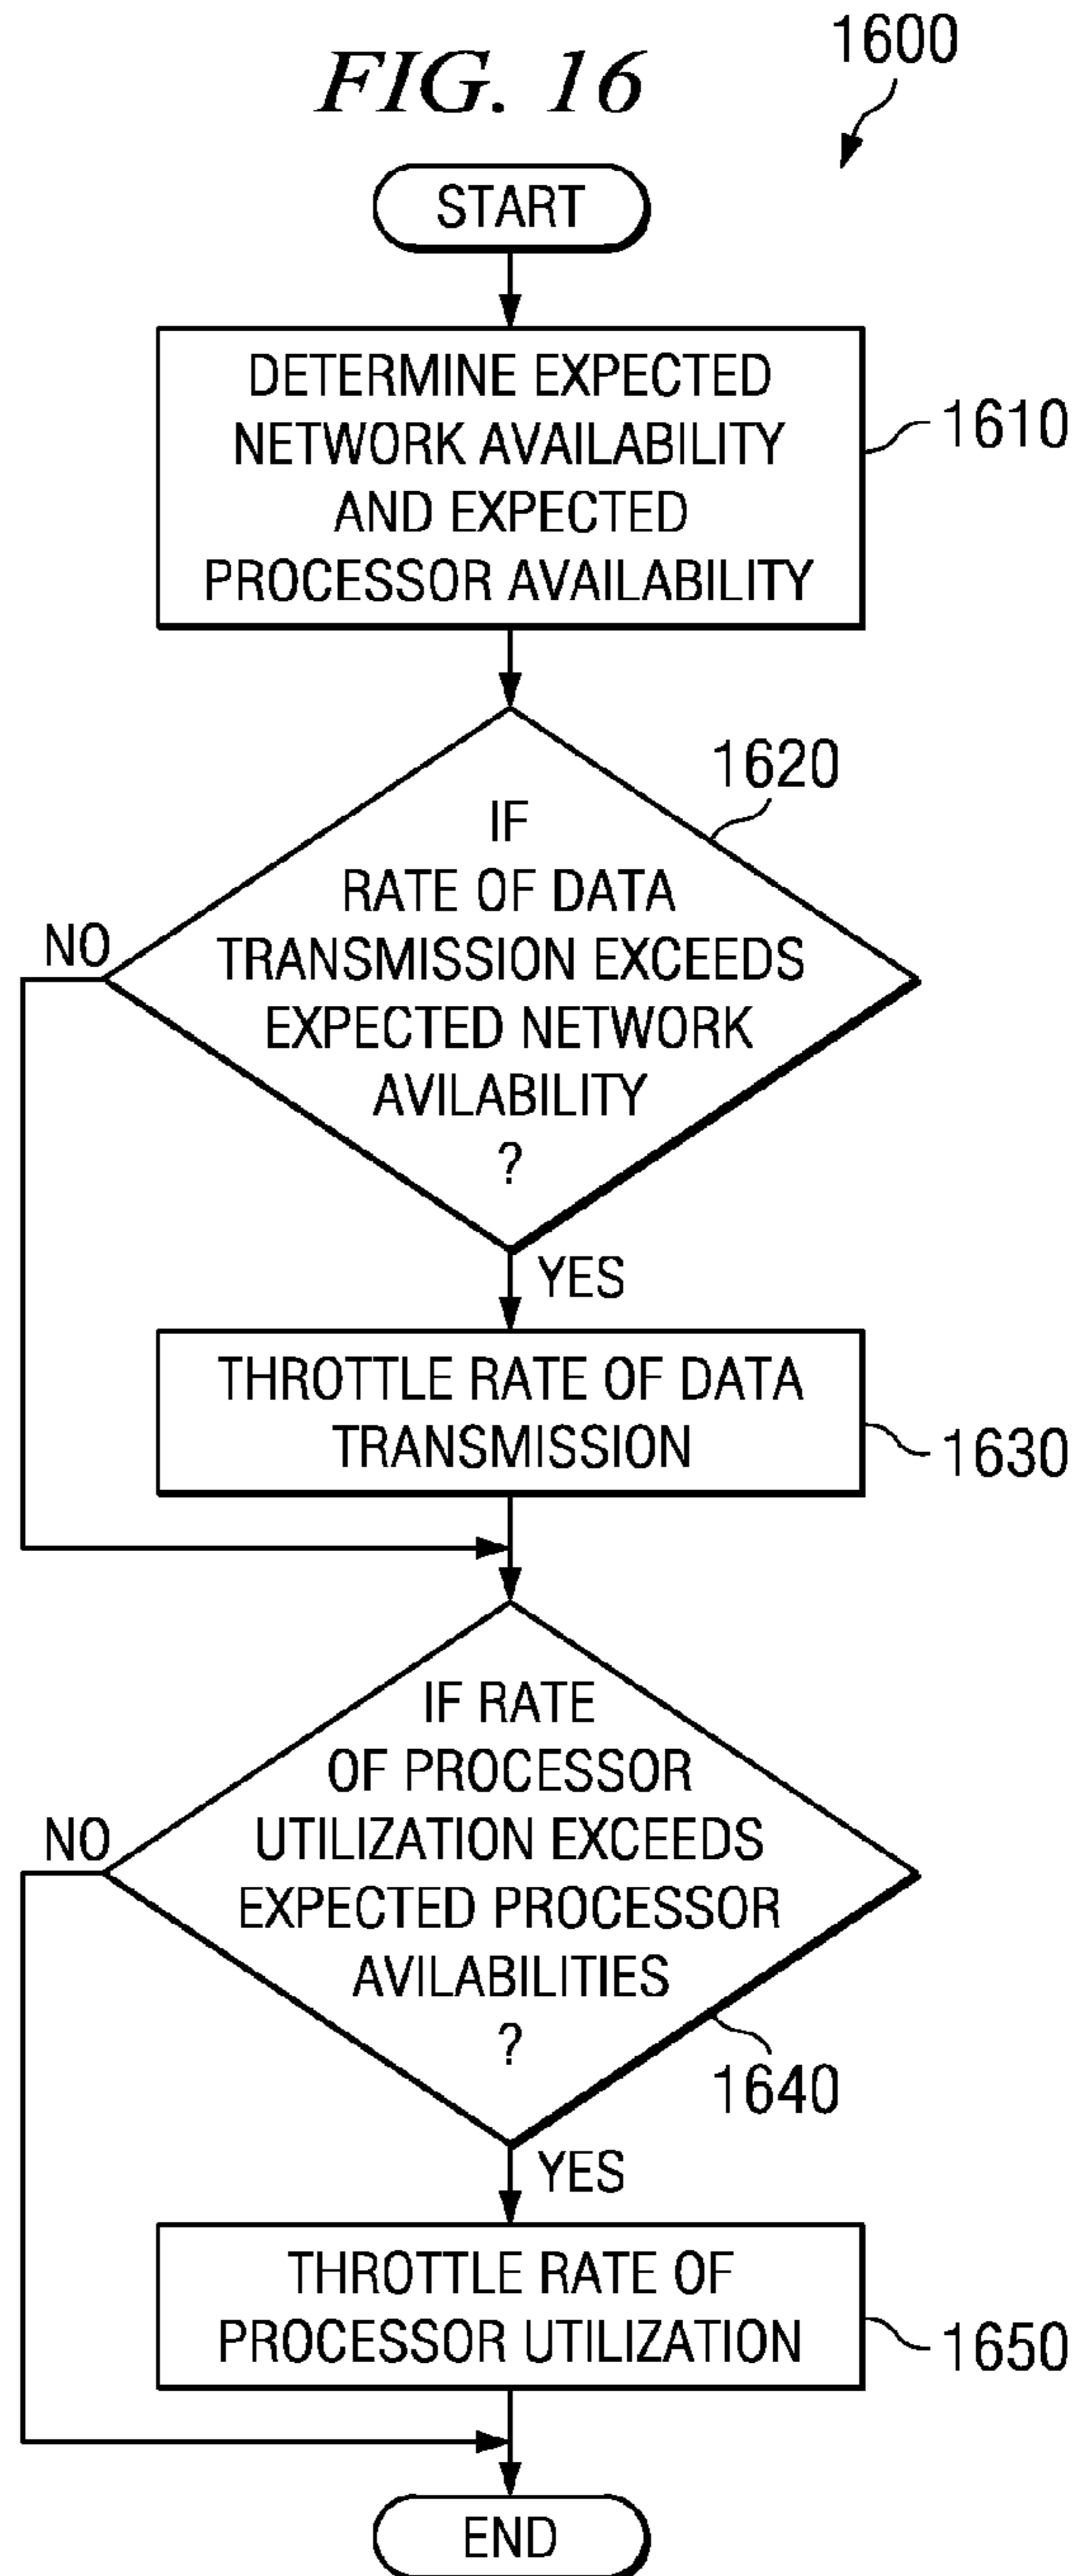 FIG. 16
1600
START
DETERMINE EXPECTED
NETWORK AVAILABILITY
AND EXPECTED
PROCESSOR AVAILABILITY
1610
1620
IF
RATE OF DATA
TRANSMISSION EXCEEDS
EXPECTED NETWORK
AVILABILITY
?
NO
YES
THROTTLE RATE OF DATA
TRANSMISSION
1630
IF RATE
OF PROCESSOR
UTILIZATION EXCEEDS
EXPECTED PROCESSOR
AVILABILITIES
?
NO
1640
YES
THROTTLE RATE OF
PROCESSOR UTILIZATION
1650
END